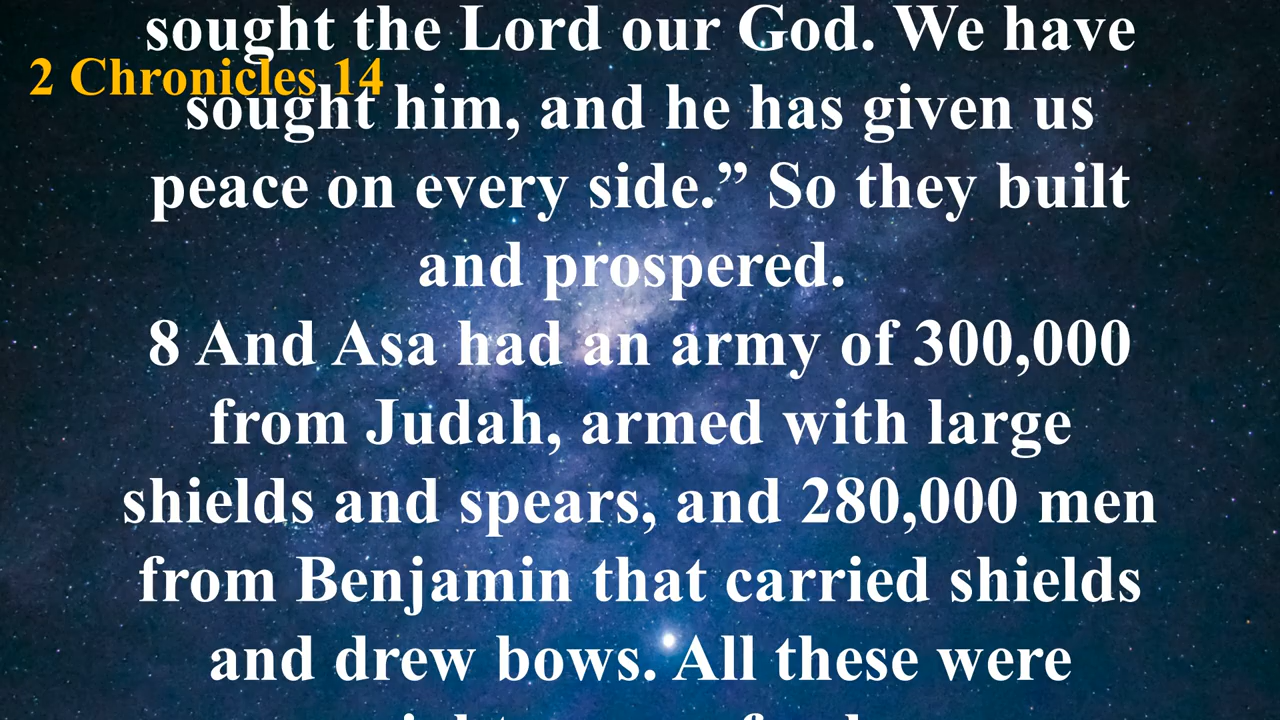 sought the Lord our God. We have
2 Chronicles 14
sought him, and he has given us
peace on every side.” So they built
and prospered.
8 And Asa had an army of 300,000
from Judah, armed with large
shields and spears, and 280,000 men
from Benjamin that carried shields
and drew bows. All these were